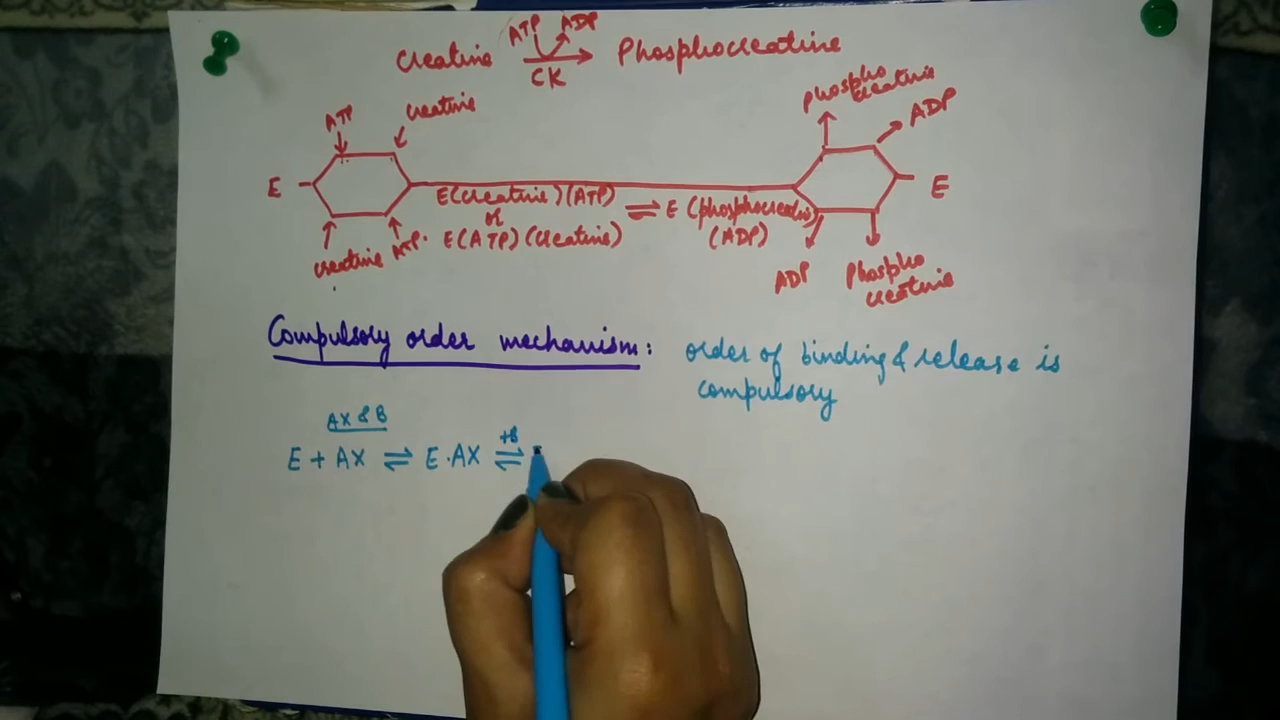 ATP ADP
Creatine → Phosphocreatine
CK
ATP creatine
phospho creatine ADP
E E(creatine)(ATP) ⇌ E (phosphocreatine) E
or
E(ATP)(creatine) (ADP)
creatine ATP
ADP Phospho creatine
Compulsory order mechanism: order of binding & release is
compulsory
AX & B
E + AX ⇌ E·AX ⇌ +B